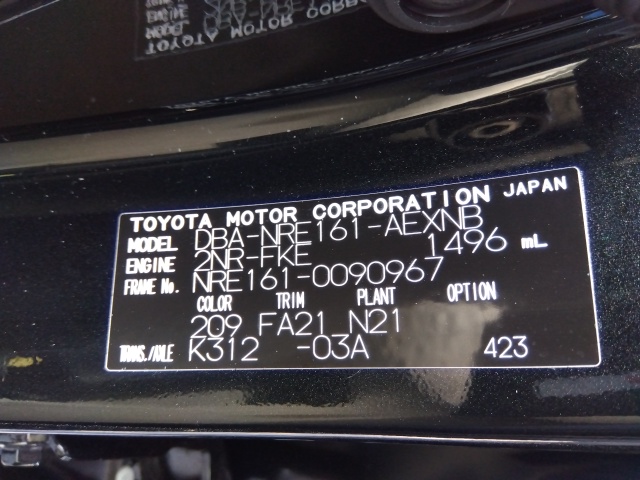 TOYOTA MOTOR CORPORATION JAPAN
MODEL DBA-NRE161-AEXNB
ENGINE 2NR-FKE 1496 mL
FRAME No. NRE161-0090967
COLOR TRIM PLANT OPTION
209 FA21 N21
TRANS./AXLE K312 -03A 423